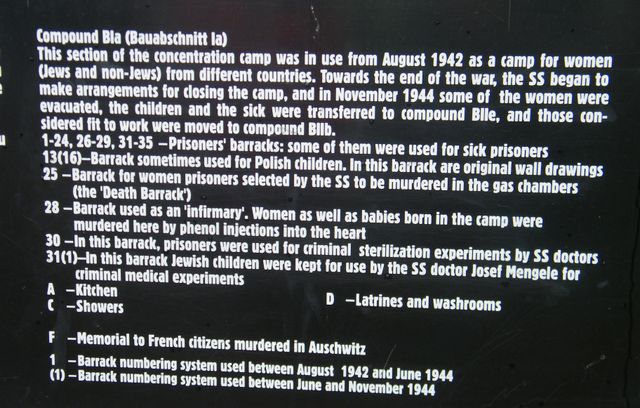 Compound BIa (Bauabschnitt Ia)
This section of the concentration camp was in use from August 1942 as a camp for women
(Jews and non-Jews) from different countries. Towards the end of the war, the SS began to
make arrangements for closing the camp, and in November 1944 some of the women were
evacuated, the children and the sick were transferred to compound BIIe, and those con-
sidered fit to work were moved to compound BIIb.
1-24, 26-29, 31-35 –Prisoners' barracks: some of them were used for sick prisoners
13(16)–Barrack sometimes used for Polish children. In this barrack are original wall drawings
25 –Barrack for women prisoners selected by the SS to be murdered in the gas chambers
(the 'Death Barrack')
28 –Barrack used as an 'infirmary'. Women as well as babies born in the camp were
murdered here by phenol injections into the heart
30 –In this barrack, prisoners were used for criminal sterilization experiments by SS doctors
31(1)–In this barrack Jewish children were kept for use by the SS doctor Josef Mengele for
criminal medical experiments
A –Kitchen
D –Latrines and washrooms
C –Showers
F –Memorial to French citizens murdered in Auschwitz
1 –Barrack numbering system used between August 1942 and June 1944
(1) –Barrack numbering system used between June and November 1944